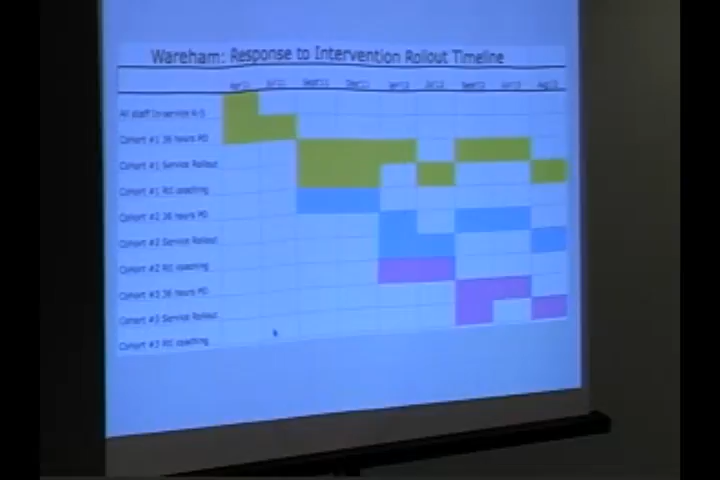 Wareham: Response to Intervention Rollout Timeline
Sept11 Dec11
All staff In-service K-5
Cohort #1 36 hours PD
Cohort #1 Service Rollout
Cohort #1 RtI coaching
Cohort #2 36 hours PD
Cohort #2 Service Rollout
Cohort #2 RtI coaching
Cohort #3 36 hours PD
Cohort #3 Service Rollout
Cohort #3 RtI coaching